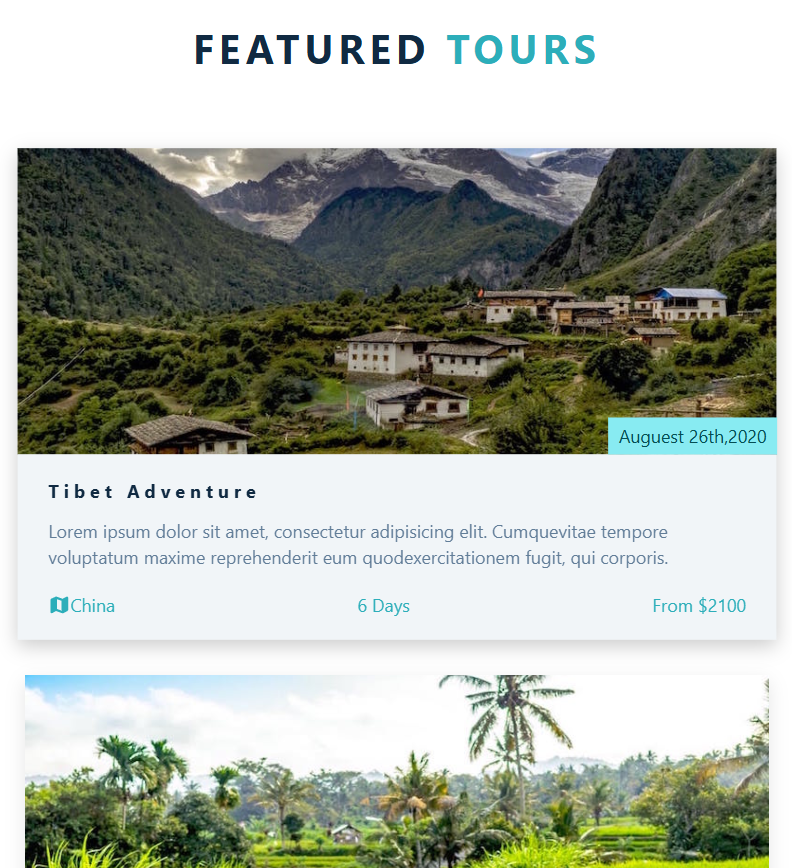 FEATURED TOURS
Auguest 26th,2020
Tibet Adventure
Lorem ipsum dolor sit amet, consectetur adipisicing elit. Cumquevitae tempore
voluptatum maxime reprehenderit eum quodexercitationem fugit, qui corporis.
China 6 Days From $2100